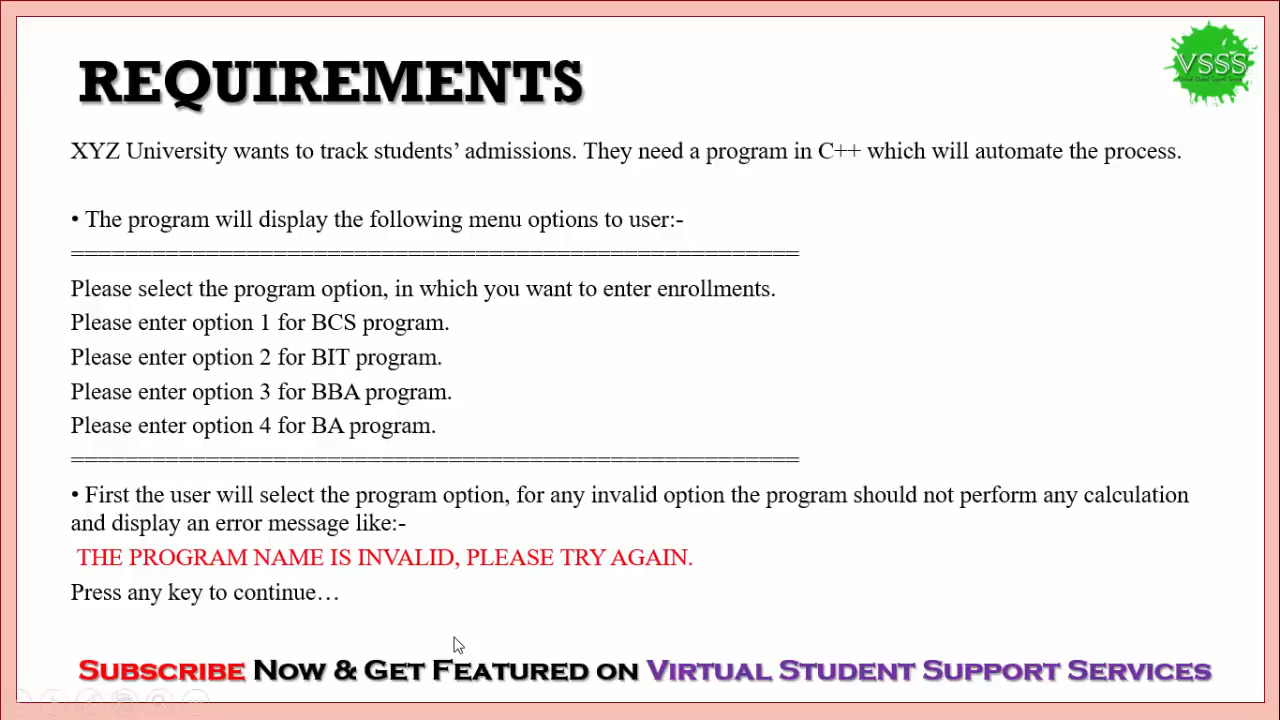 REQUIREMENTS
VSSS
XYZ University wants to track students’ admissions. They need a program in C++ which will automate the process.
• The program will display the following menu options to user:-
======================================================
Please select the program option, in which you want to enter enrollments.
Please enter option 1 for BCS program.
Please enter option 2 for BIT program.
Please enter option 3 for BBA program.
Please enter option 4 for BA program.
======================================================
• First the user will select the program option, for any invalid option the program should not perform any calculation
and display an error message like:-
THE PROGRAM NAME IS INVALID, PLEASE TRY AGAIN.
Press any key to continue…
Subscribe Now & Get Featured on Virtual Student Support Services